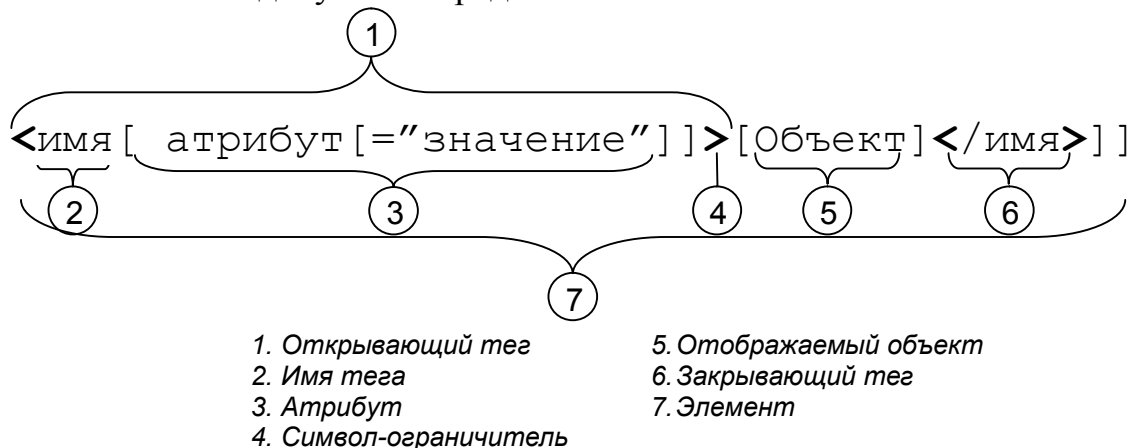 1
<имя[ атрибут[="значение"]]>[Объект]</имя>]]
2 3 4 5 6
7
1. Открывающий тег
2. Имя тега
3. Атрибут
4. Символ-ограничитель
5. Отображаемый объект
6. Закрывающий тег
7. Элемент